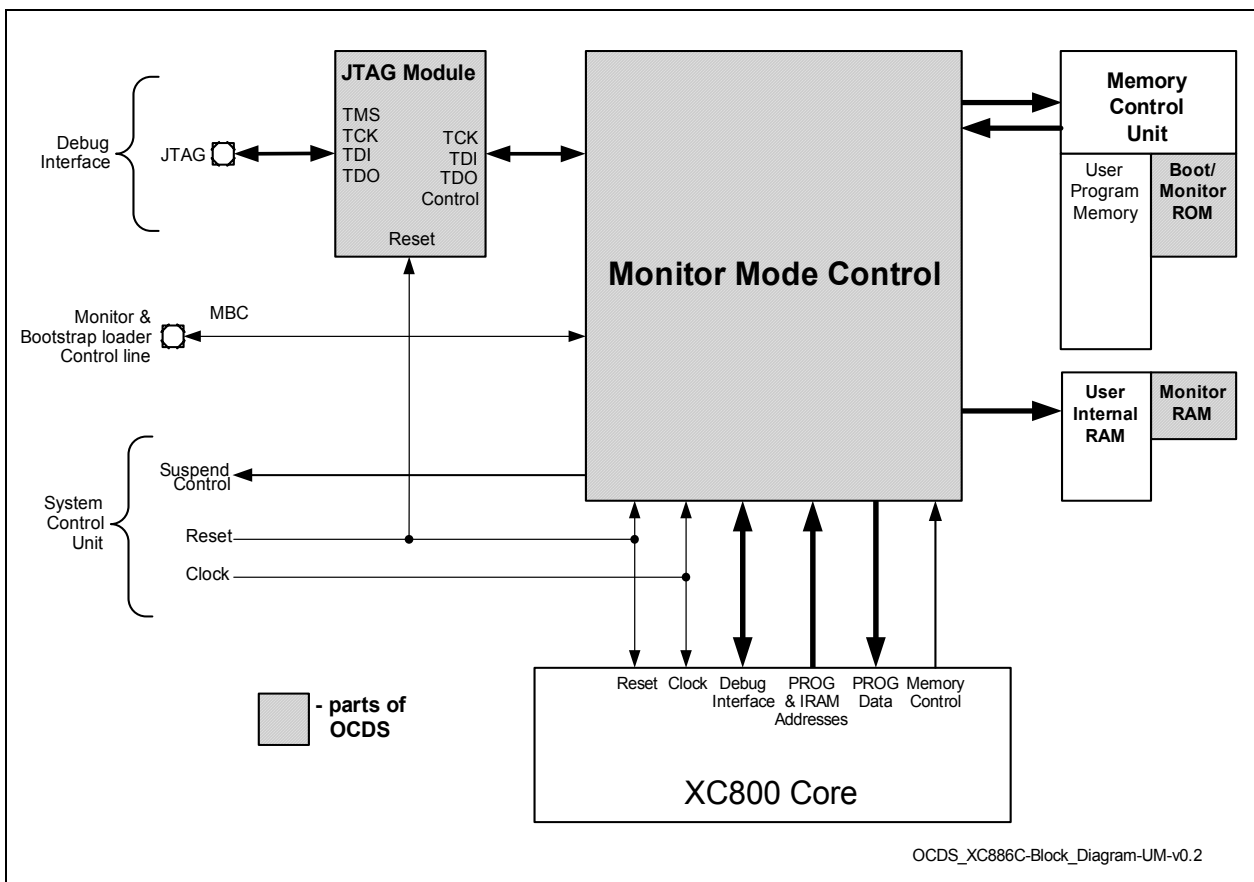 JTAG Module
TMS
TCK
TDI
TDO
TCK
TDI
TDO
Control
Reset
Debug
Interface
JTAG
Monitor Mode Control
Memory
Control
Unit
User
Program
Memory
Boot/
Monitor
ROM
Monitor &
Bootstrap loader
Control line
MBC
User
Internal
RAM
Monitor
RAM
System
Control
Unit
Suspend
Control
Reset
Clock
Reset
Clock
Debug
Interface
PROG
& IRAM
Addresses
PROG
Data
Memory
Control
- parts of
OCDS
XC800 Core
OCDS_XC886C-Block_Diagram-UM-v0.2